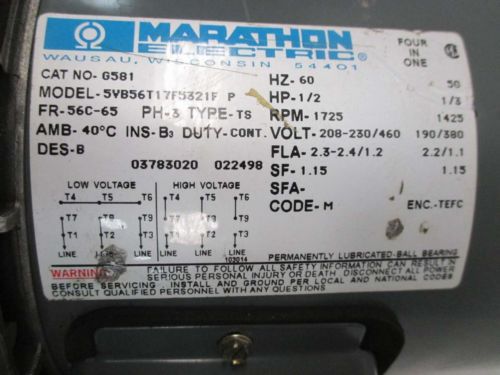 MARATHON
ELECTRIC®
WAUSAU, WISCONSIN 54401
FOUR IN ONE
CAT NO- G581
MODEL- 5VB56T17F5321F P
FR- 56C-65 PH-3 TYPE- TS
AMB- 40°C INS- B3 DUTY- CONT.
DES- B
03783020 022498
HZ- 60 50
HP- 1/2 1/3
RPM- 1725 1425
VOLT- 208-230/460 190/380
FLA- 2.3-2.4/1.2 2.2/1.1
SF- 1.15 1.15
SFA-
CODE- M ENC.-TEFC
LOW VOLTAGE HIGH VOLTAGE
T4 T5 T6 T4 T5 T6
T7 T8 T9 T7 T8 T9
T1 T2 T3 T1 T2 T3
LINE LINE LINE LINE LINE LINE
103014
PERMANENTLY LUBRICATED-BALL BEARING
WARNING FAILURE TO FOLLOW ALL SAFETY INFORMATION CAN RESULT IN
SERIOUS PERSONAL INJURY OR DEATH. DISCONNECT ALL POWER
BEFORE SERVICING. INSTALL AND GROUND PER LOCAL AND NATIONAL CODES
CONSULT QUALIFIED PERSONNEL WITH ANY QUESTIONS